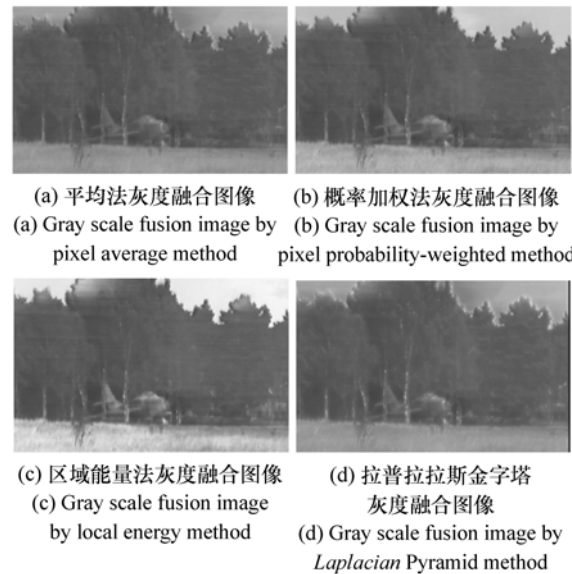 (a) 平均法灰度融合图像
(a) Gray scale fusion image by
pixel average method
(b) 概率加权法灰度融合图像
(b) Gray scale fusion image by
pixel probability-weighted method
(c) 区域能量法灰度融合图像
(c) Gray scale fusion image
by local energy method
(d) 拉普拉拉斯金字塔
灰度融合图像
(d) Gray scale fusion image by
Laplacian Pyramid method